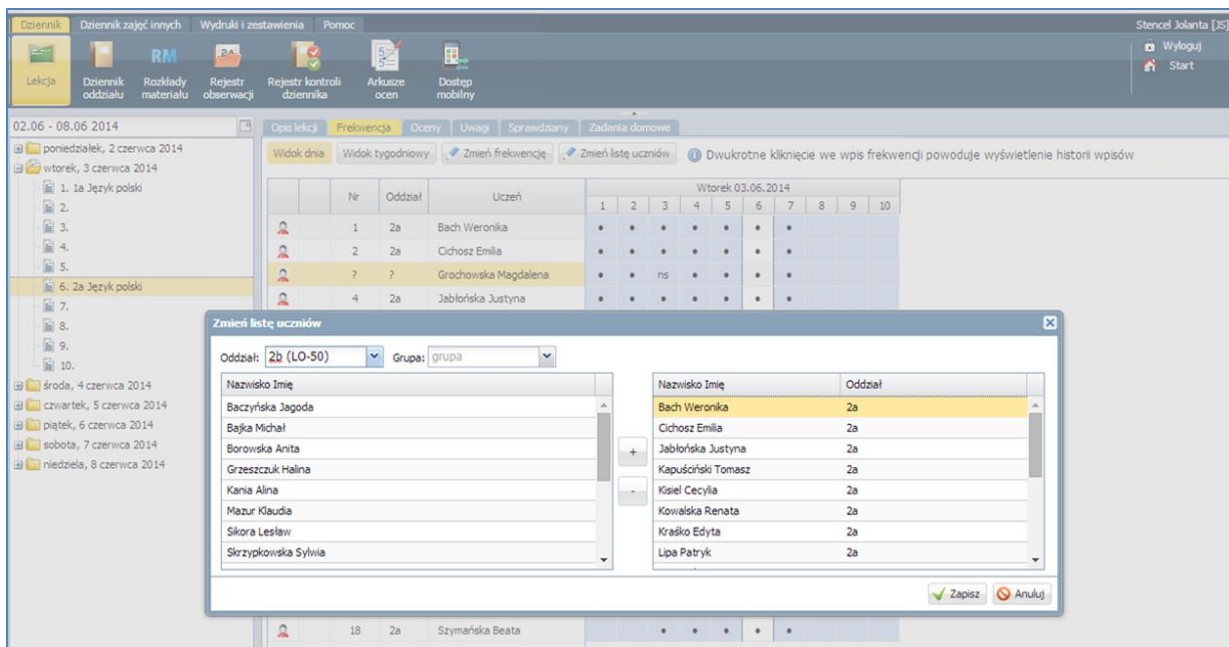 Dziennik Dziennik zajęć innych Wydruki i zestawienia Pomoc Stencel Jolanta [JS]
Lekcja Dziennik oddziału RM Rozkłady materiału 2A Rejestr obserwacji Rejestr kontroli dziennika Arkusze ocen Dostęp mobilny
Wyloguj
Start
02.06 - 08.06 2014
poniedziałek, 2 czerwca 2014
wtorek, 3 czerwca 2014
1. 1a Język polski
2.
3.
4.
5.
6. 2a Język polski
7.
8.
9.
10.
środa, 4 czerwca 2014
czwartek, 5 czerwca 2014
piątek, 6 czerwca 2014
sobota, 7 czerwca 2014
niedziela, 8 czerwca 2014
Opis lekcji Frekwencja Oceny Uwagi Sprawdziany Zadania domowe
Widok dnia Widok tygodniowy Zmień frekwencję Zmień listę uczniów Dwukrotne kliknięcie we wpis frekwencji powoduje wyświetlenie historii wpisów
Nr Oddział Uczeń Wtorek 03.06.2014
1 2 3 4 5 6 7 8 9 10
1 2a Bach Weronika • • • • • • •
2 2a Cichosz Emilia • • • • • • •
? ? Grochowska Magdalena • • ns • • • •
4 2a Jabłońska Justyna • • • • • • •
Zmień listę uczniów
Oddział: 2b (LO-50) Grupa: grupa
Nazwisko Imię
Baczyńska Jagoda
Bajka Michał
Borowska Anita
Grzeszczuk Halina
Kania Alina
Mazur Klaudia
Sikora Lesław
Skrzypkowska Sylwia
+
-
Nazwisko Imię Oddział
Bach Weronika 2a
Cichosz Emilia 2a
Jabłońska Justyna 2a
Kapuściński Tomasz 2a
Kisiel Cecylia 2a
Kowalska Renata 2a
Kraśko Edyta 2a
Lipa Patryk 2a
Zapisz Anuluj
18 2a Szymańska Beata • • • • •